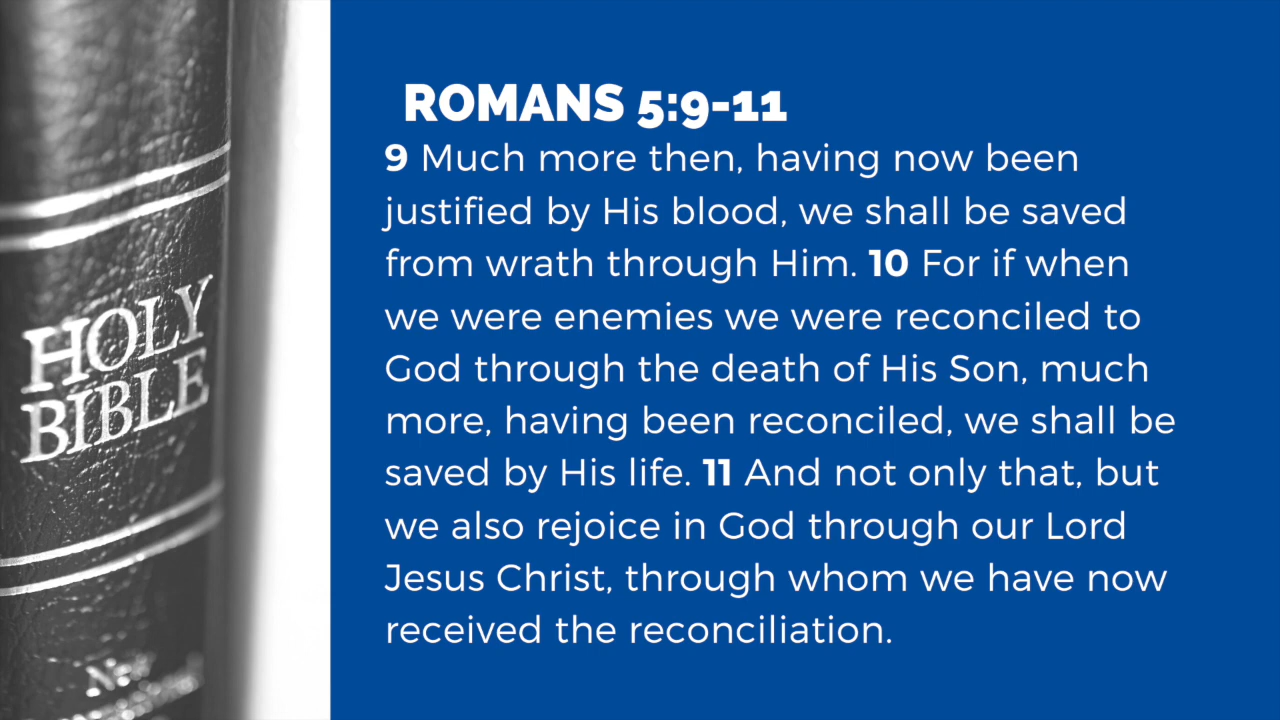 HOLY
BIBLE
ROMANS 5:9-11
9 Much more then, having now been
justified by His blood, we shall be saved
from wrath through Him. 10 For if when
we were enemies we were reconciled to
God through the death of His Son, much
more, having been reconciled, we shall be
saved by His life. 11 And not only that, but
we also rejoice in God through our Lord
Jesus Christ, through whom we have now
received the reconciliation.